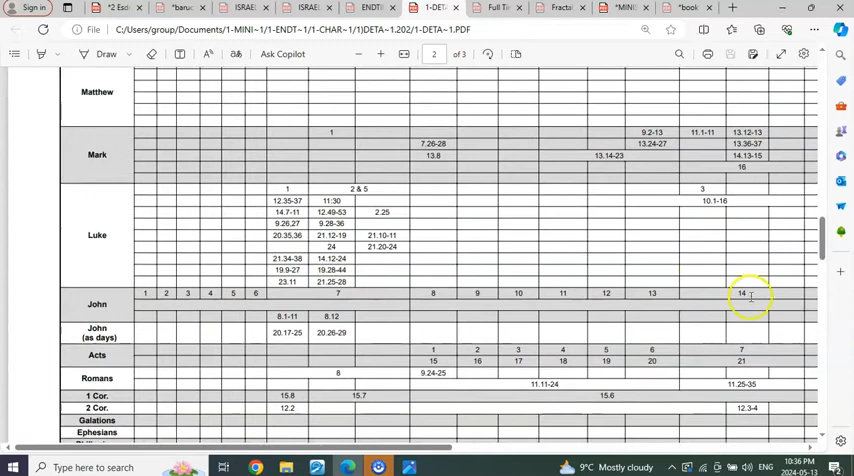 Sign in
*2 Esd
*baruc
ISRAEL
ISRAEL
ENDTI
1-DETA
Full Tir
Fractal
*MINI
*book
File C:/Users/group/Documents/1-MINI~1/1-ENDT~1/1-CHAR~1/1)DETA~1.202/1-DETA~1.PDF
Draw Ask Copilot 2 of 3
Matthew
1 9.2-13 11.1-11 13.12-13
7.26-28 13.24-27 13.36-37
Mark 13.8 13.14-23 14.13-15
16
1 2 & 5 3
12.35-37 11:30 10.1-16
14.7-11 12.49-53 2.25
9.26,27 9.28-36
Luke 20.35,36 21.12-19 21.10-11
24 21.20-24
21.34-38 14.12-24
19.9-27 19.28-44
23.11 21.25-28
1 2 3 4 5 6 7 8 9 10 11 12 13 14
John
8.1-11 8.12
John
(as days) 20.17-25 20.26-29
Acts 1 2 3 4 5 6 7
15 16 17 18 19 20 21
Romans 8 9.24-25
11.11-24 11.25-35
1 Cor. 15.8 15.7 15.6
2 Cor. 12.2 12.3-4
Galations
Ephesians
Type here to search
9°C Mostly cloudy ENG 10:36 PM
2024-05-13